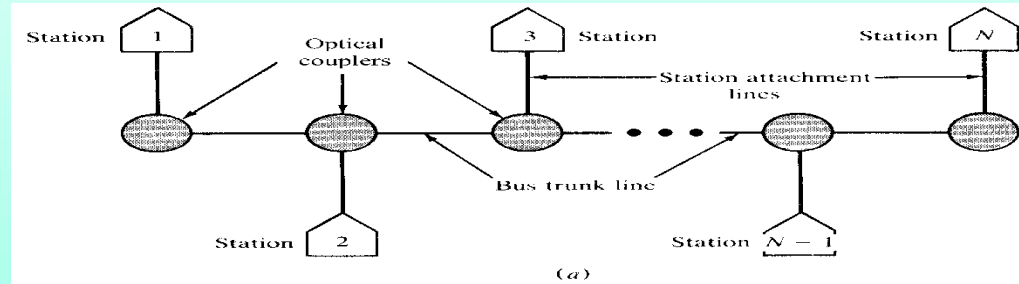 Station 1
3 Station
Station N
Optical
couplers
Station attachment
lines
Bus trunk line
Station 2
Station N − 1
(a)